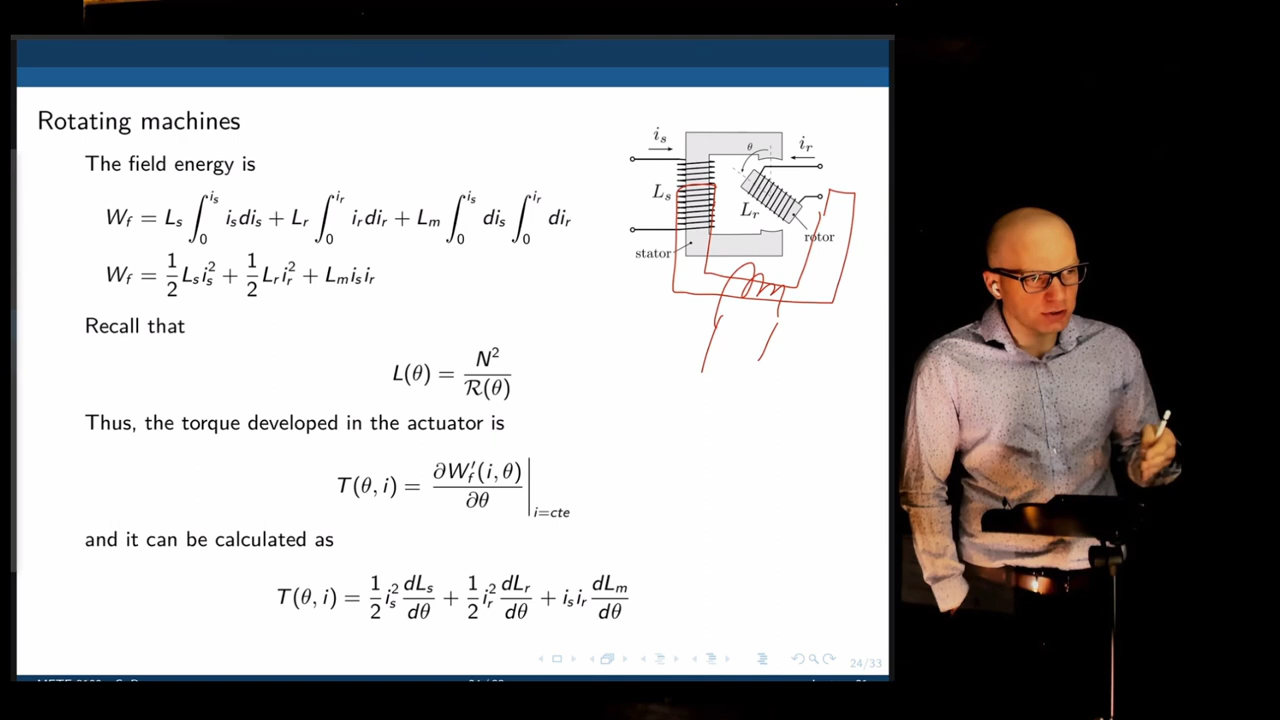 Rotating machines
The field energy is
W_f = L_s ∫_0^{i_s} i_s di_s + L_r ∫_0^{i_r} i_r di_r + L_m ∫_0^{i_s} di_s ∫_0^{i_r} di_r
W_f = 1/2 L_s i_s^2 + 1/2 L_r i_r^2 + L_m i_s i_r
i_s
θ
i_r
L_s
L_r
rotor
stator
Recall that
L(θ) = N^2 / ℛ(θ)
Thus, the torque developed in the actuator is
T(θ, i) = ∂W_f′(i, θ) / ∂θ |_{i=cte}
and it can be calculated as
T(θ, i) = 1/2 i_s^2 dL_s/dθ + 1/2 i_r^2 dL_r/dθ + i_s i_r dL_m/dθ
24/33